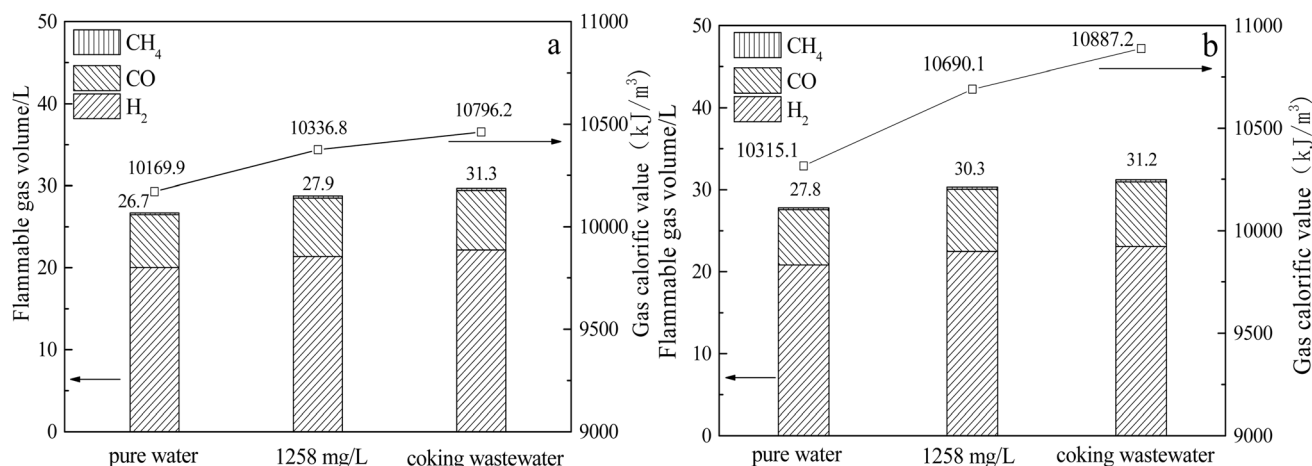 50
40
30
20
10
0
Flammable gas volume/L
CH4
CO
H2
a
10169.9
10336.8
10796.2
26.7
27.9
31.3
pure water
1258 mg/L
coking wastewater
11000
10500
10000
9500
9000
Gas calorific value（kJ/m3）
50
40
30
20
10
0
Flammable gas volume/L
CH4
CO
H2
b
10315.1
10690.1
10887.2
27.8
30.3
31.2
pure water
1258 mg/L
coking wastewater
11000
10500
10000
9500
9000
Gas calorific value（kJ/m3）